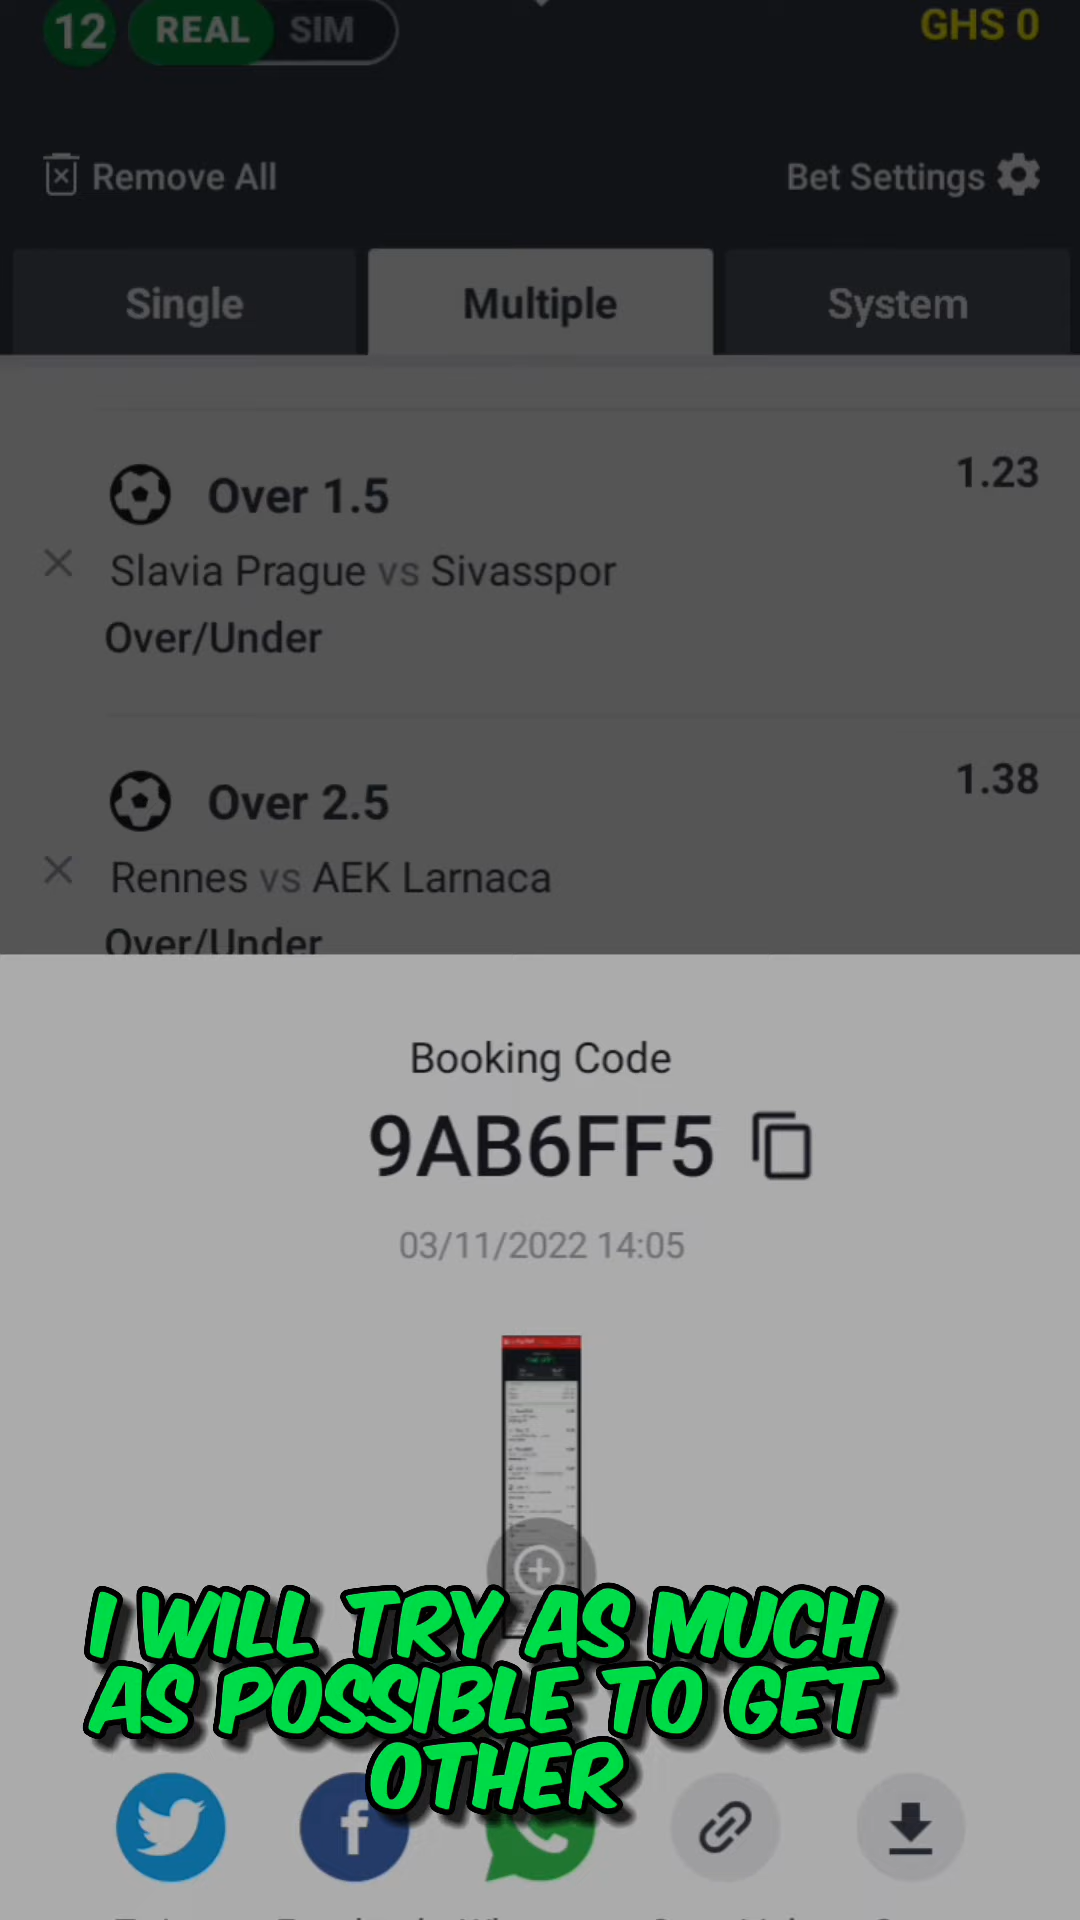 12 REAL SIM GHS 0
Remove All Bet Settings
Single Multiple System
Over 1.5 1.23
Slavia Prague vs Sivasspor
Over/Under
Over 2.5 1.38
Rennes vs AEK Larnaca
Over/Under
Booking Code
9AB6FF5
03/11/2022 14:05
I WILL TRY AS MUCH
AS POSSIBLE TO GET
OTHER